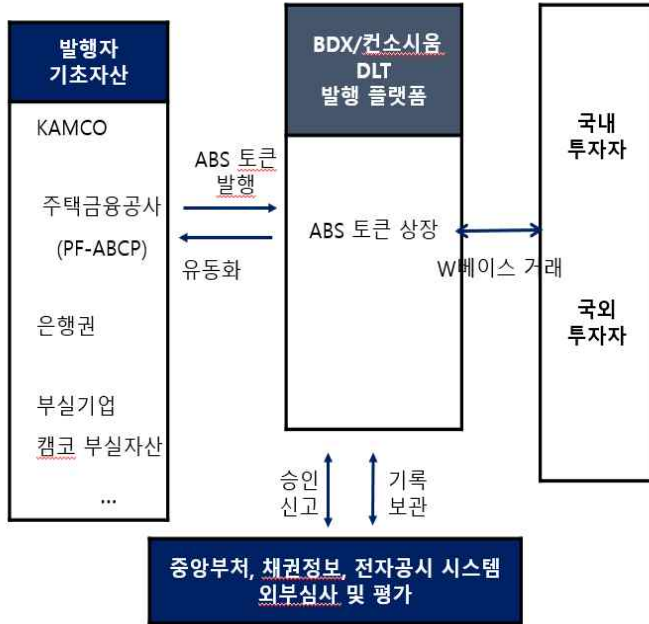 발행자
기초자산
KAMCO
주택금융공사
(PF-ABCP)
은행권
부실기업
캠코 부실자산
...
ABS 토큰
발행
유동화
BDX/컨소시움
DLT
발행 플랫폼
ABS 토큰 상장
W베이스 거래
국내
투자자
국외
투자자
승인
신고
기록
보관
중앙부처, 채권정보, 전자공시 시스템
외부심사 및 평가